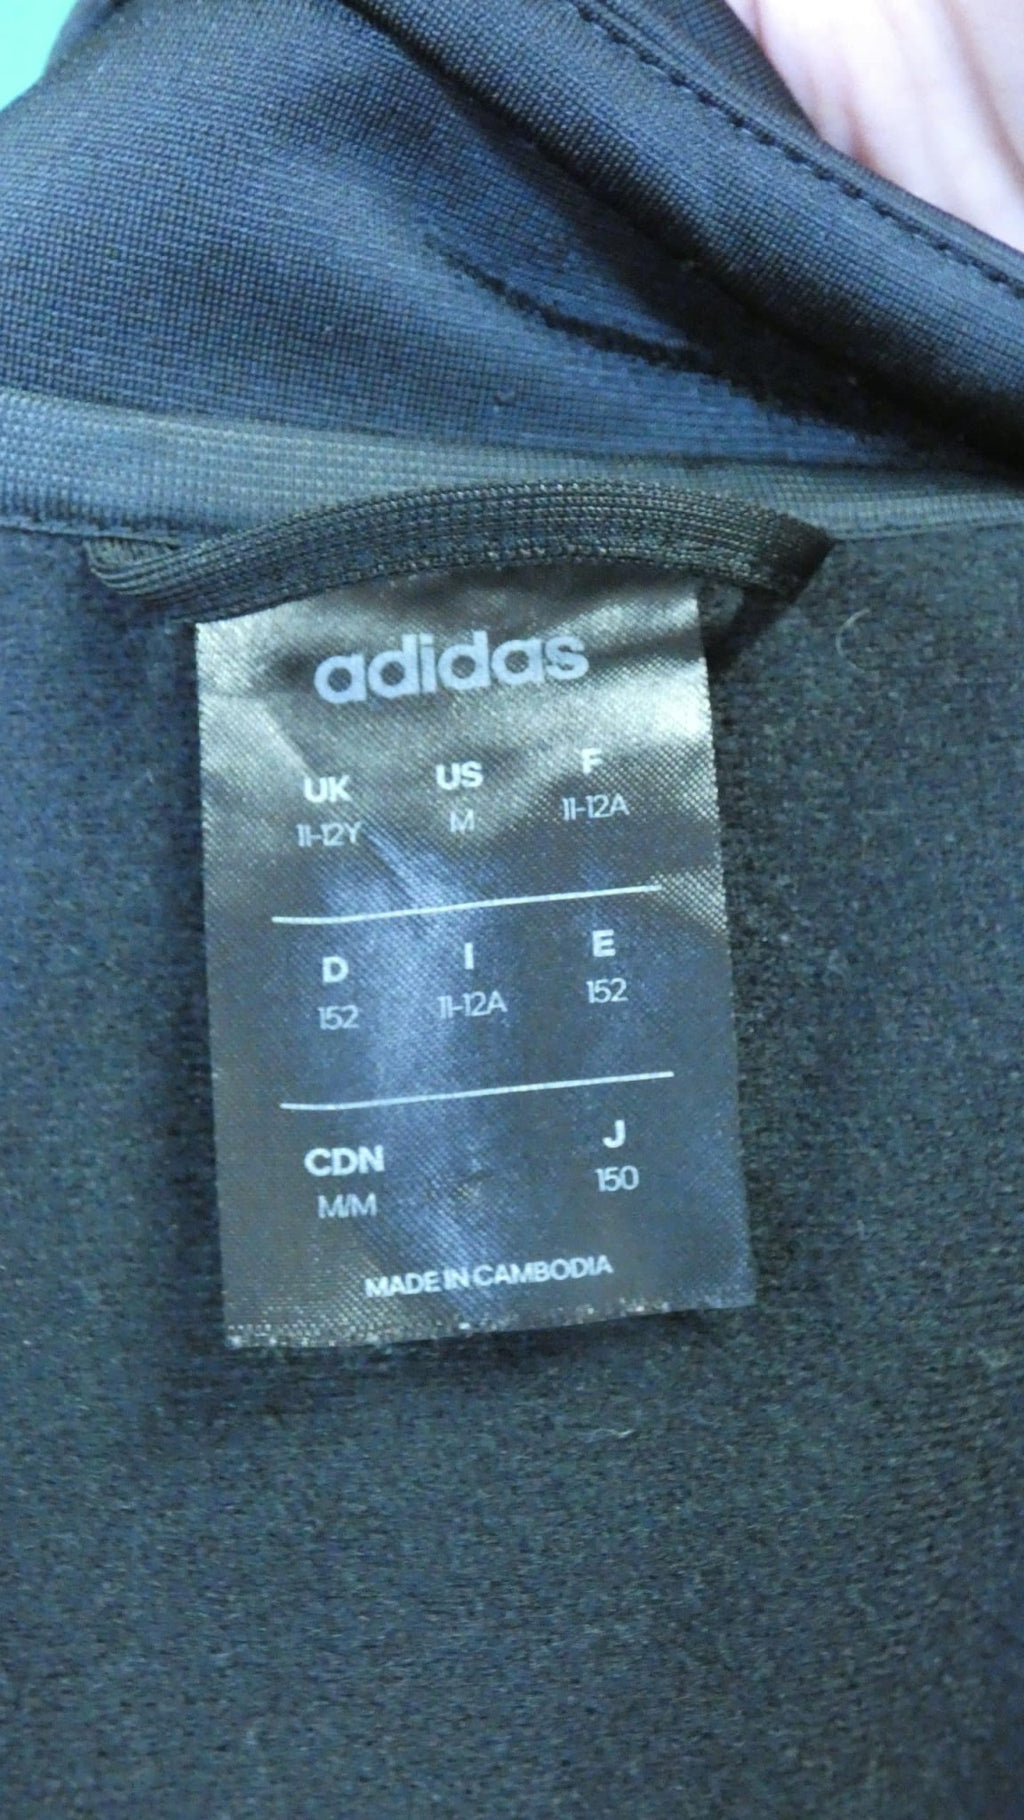 adidas
UK US F
11-12Y M 11-12A
D I E
152 11-12A 152
CDN J
M/M 150
MADE IN CAMBODIA